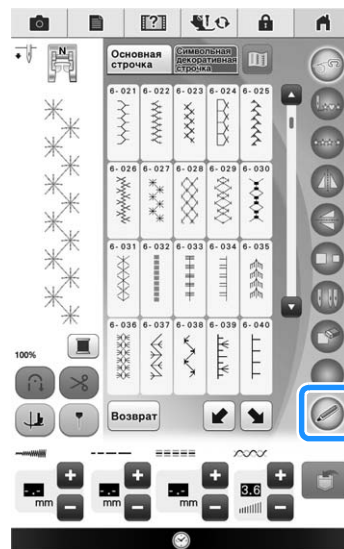 N
Основная
строчка
Символьная
декоративная
строчка
6-021 6-022 6-023 6-024 6-025
6-026 6-027 6-028 6-029 6-030
6-031 6-032 6-033 6-034 6-035
6-036 6-037 6-038 6-039 6-040
100%
Возврат
mm mm mm 3.6